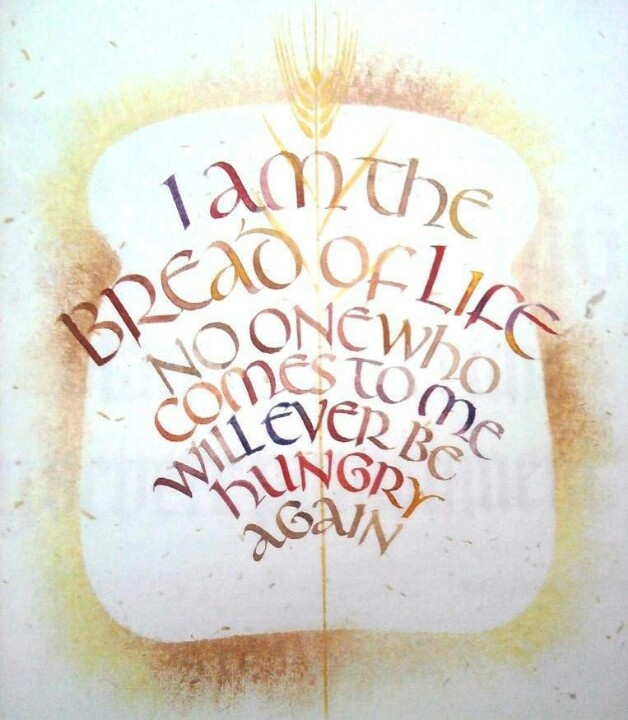 I am the
BREAD OF LIFE
NO ONE WHO
COMES TO ME
WILL EVER BE
HUNGRY
AGAIN